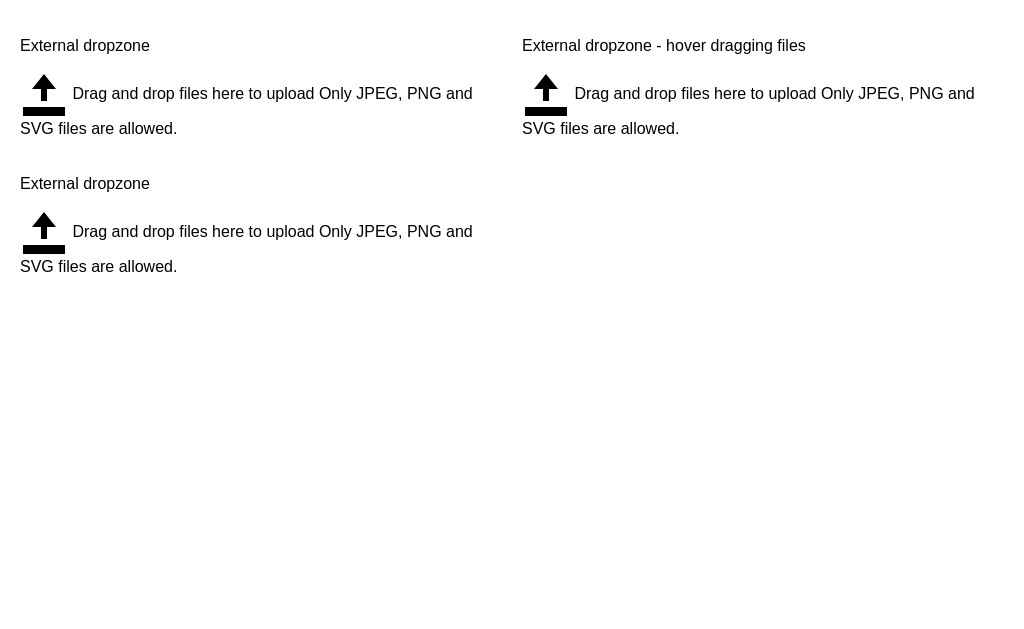 External dropzone
Drag and drop files here to upload Only JPEG, PNG and
SVG files are allowed.
External dropzone - hover dragging files
Drag and drop files here to upload Only JPEG, PNG and
SVG files are allowed.
External dropzone
Drag and drop files here to upload Only JPEG, PNG and
SVG files are allowed.